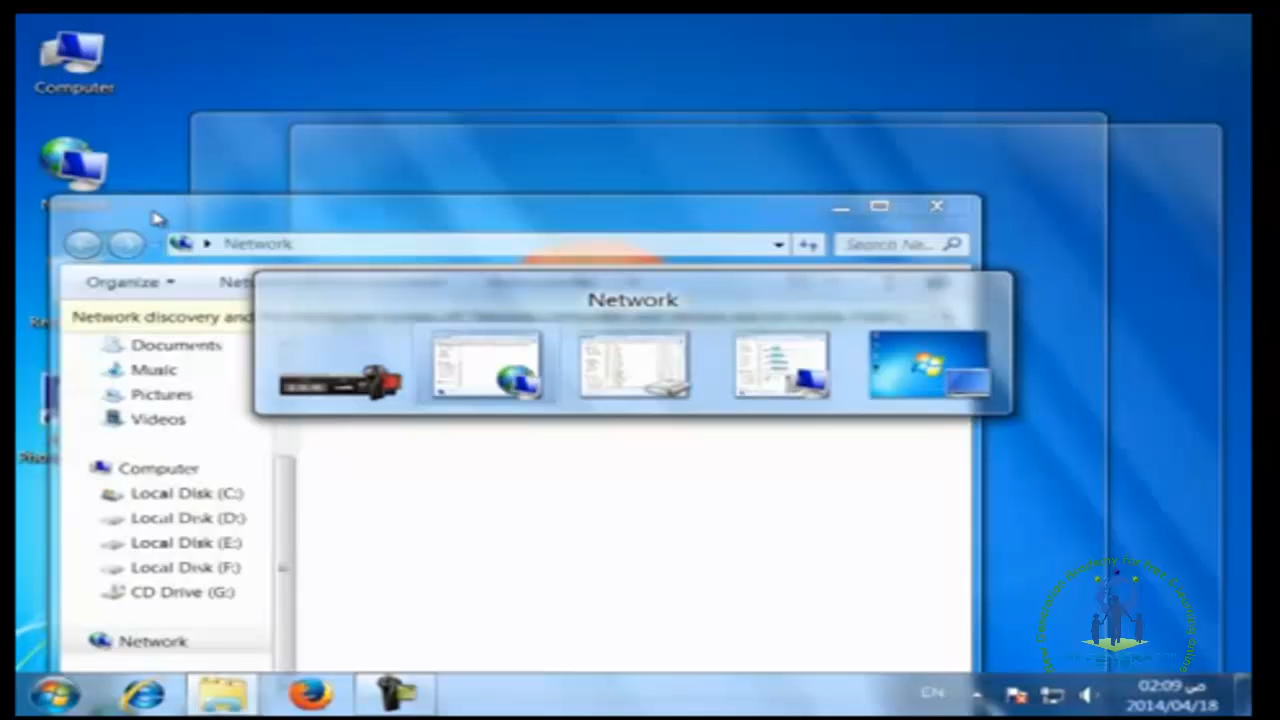 Computer
Network
Search Ne...
Organize
Network
Network discovery and
Documents
Music
Pictures
Videos
Computer
Local Disk (C:)
Local Disk (D:)
Local Disk (E:)
Local Disk (F:)
CD Drive (G:)
Network
EN
02:09 ص
2014/04/18